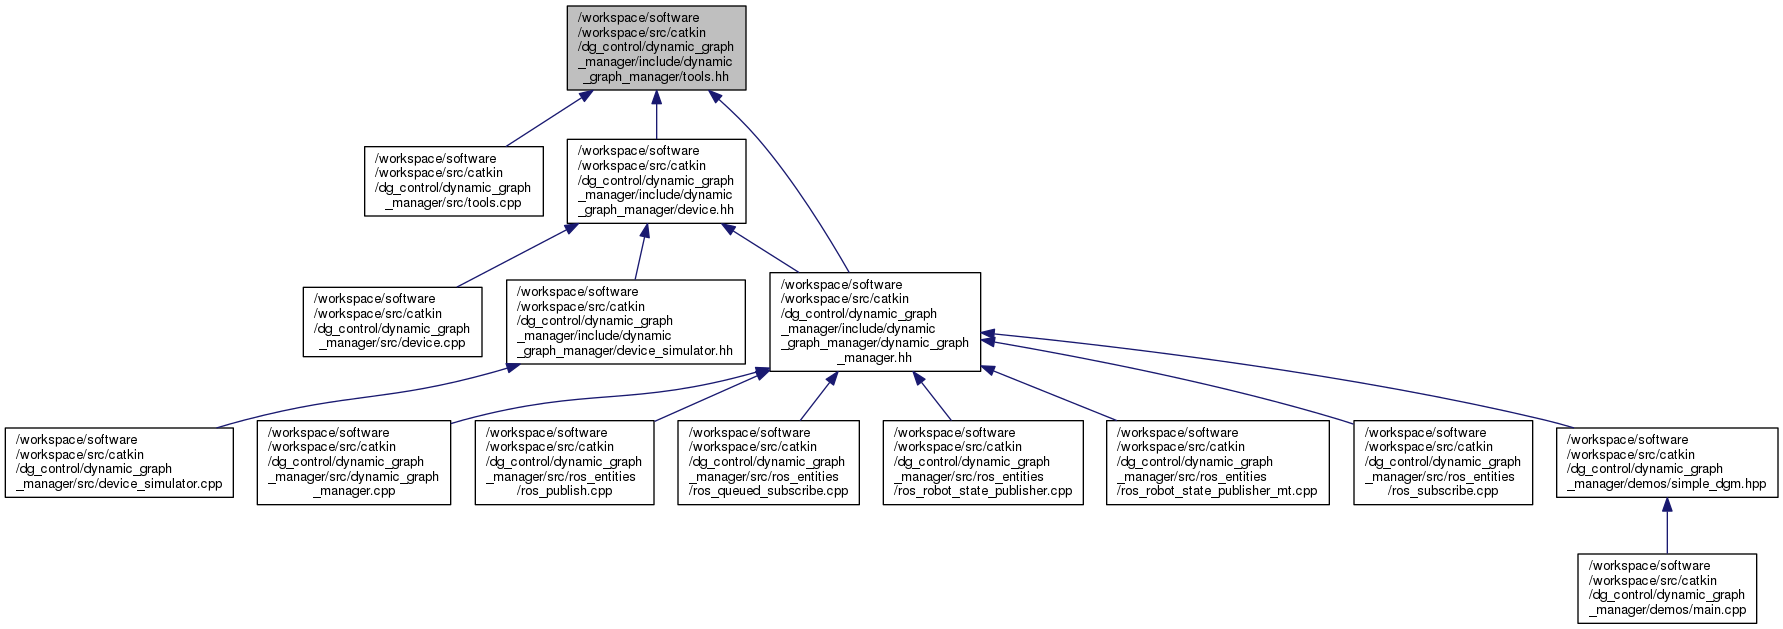 /workspace/software
/workspace/src/catkin
/dg_control/dynamic_graph
_manager/include/dynamic
_graph_manager/tools.hh
/workspace/software
/workspace/src/catkin
/dg_control/dynamic_graph
_manager/src/tools.cpp
/workspace/software
/workspace/src/catkin
/dg_control/dynamic_graph
_manager/include/dynamic
_graph_manager/device.hh
/workspace/software
/workspace/src/catkin
/dg_control/dynamic_graph
_manager/src/device.cpp
/workspace/software
/workspace/src/catkin
/dg_control/dynamic_graph
_manager/include/dynamic
_graph_manager/device_simulator.hh
/workspace/software
/workspace/src/catkin
/dg_control/dynamic_graph
_manager/include/dynamic
_graph_manager/dynamic_graph
_manager.hh
/workspace/software
/workspace/src/catkin
/dg_control/dynamic_graph
_manager/src/device_simulator.cpp
/workspace/software
/workspace/src/catkin
/dg_control/dynamic_graph
_manager/src/dynamic_graph
_manager.cpp
/workspace/software
/workspace/src/catkin
/dg_control/dynamic_graph
_manager/src/ros_entities
/ros_publish.cpp
/workspace/software
/workspace/src/catkin
/dg_control/dynamic_graph
_manager/src/ros_entities
/ros_queued_subscribe.cpp
/workspace/software
/workspace/src/catkin
/dg_control/dynamic_graph
_manager/src/ros_entities
/ros_robot_state_publisher.cpp
/workspace/software
/workspace/src/catkin
/dg_control/dynamic_graph
_manager/src/ros_entities
/ros_robot_state_publisher_mt.cpp
/workspace/software
/workspace/src/catkin
/dg_control/dynamic_graph
_manager/src/ros_entities
/ros_subscribe.cpp
/workspace/software
/workspace/src/catkin
/dg_control/dynamic_graph
_manager/demos/simple_dgm.hpp
/workspace/software
/workspace/src/catkin
/dg_control/dynamic_graph
_manager/demos/main.cpp